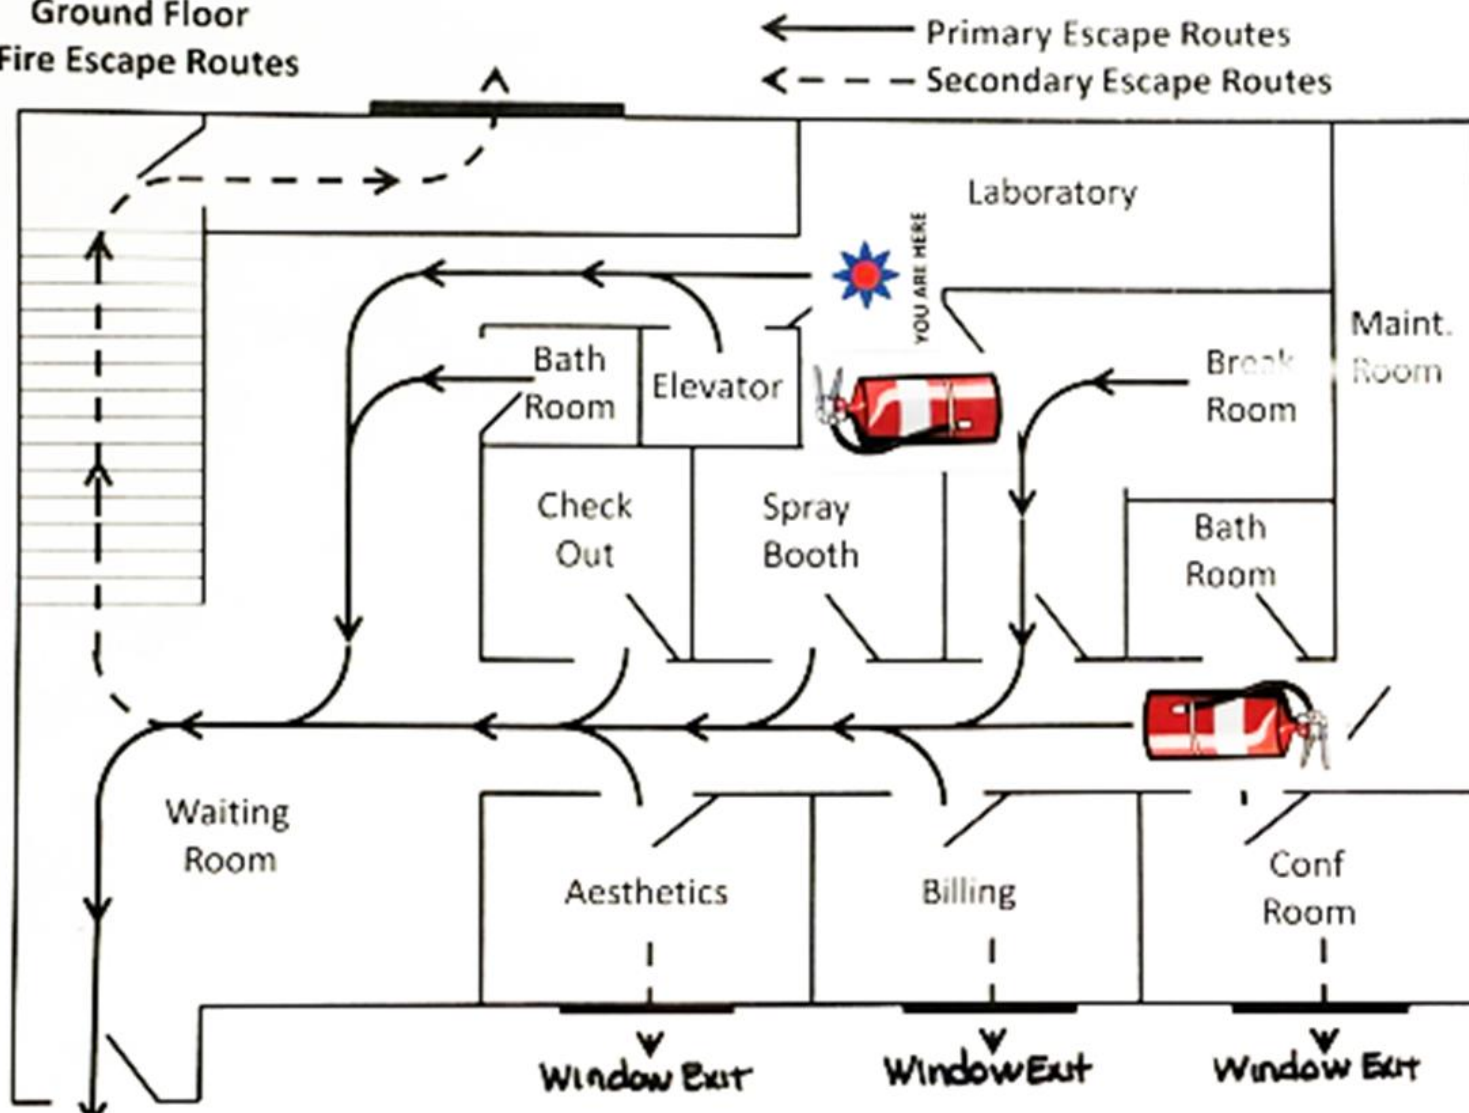 Ground Floor
Fire Escape Routes
Primary Escape Routes
Secondary Escape Routes
Laboratory
YOU ARE HERE
Maint.
Room
Bath
Room
Elevator
Break
Room
Check
Out
Spray
Booth
Bath
Room
Waiting
Room
Aesthetics
Billing
Conf
Room
Window Exit
Window Exit
Window Exit